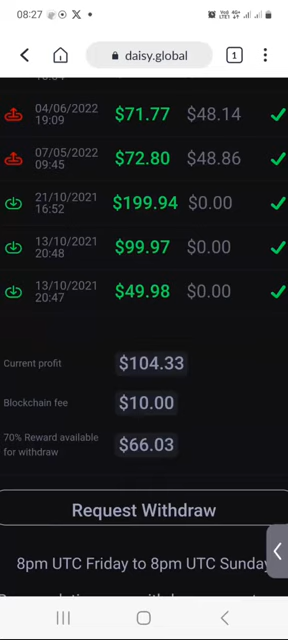 08:27
daisy.global
1
04/06/2022 $71.77 $48.14
19:09
07/05/2022 $72.80 $48.86
09:45
21/10/2021 $199.94 $0.00
16:52
13/10/2021 $99.97 $0.00
20:48
13/10/2021 $49.98 $0.00
20:47
Current profit $104.33
Blockchain fee $10.00
70% Reward available $66.03
for withdraw
Request Withdraw
8pm UTC Friday to 8pm UTC Sunday